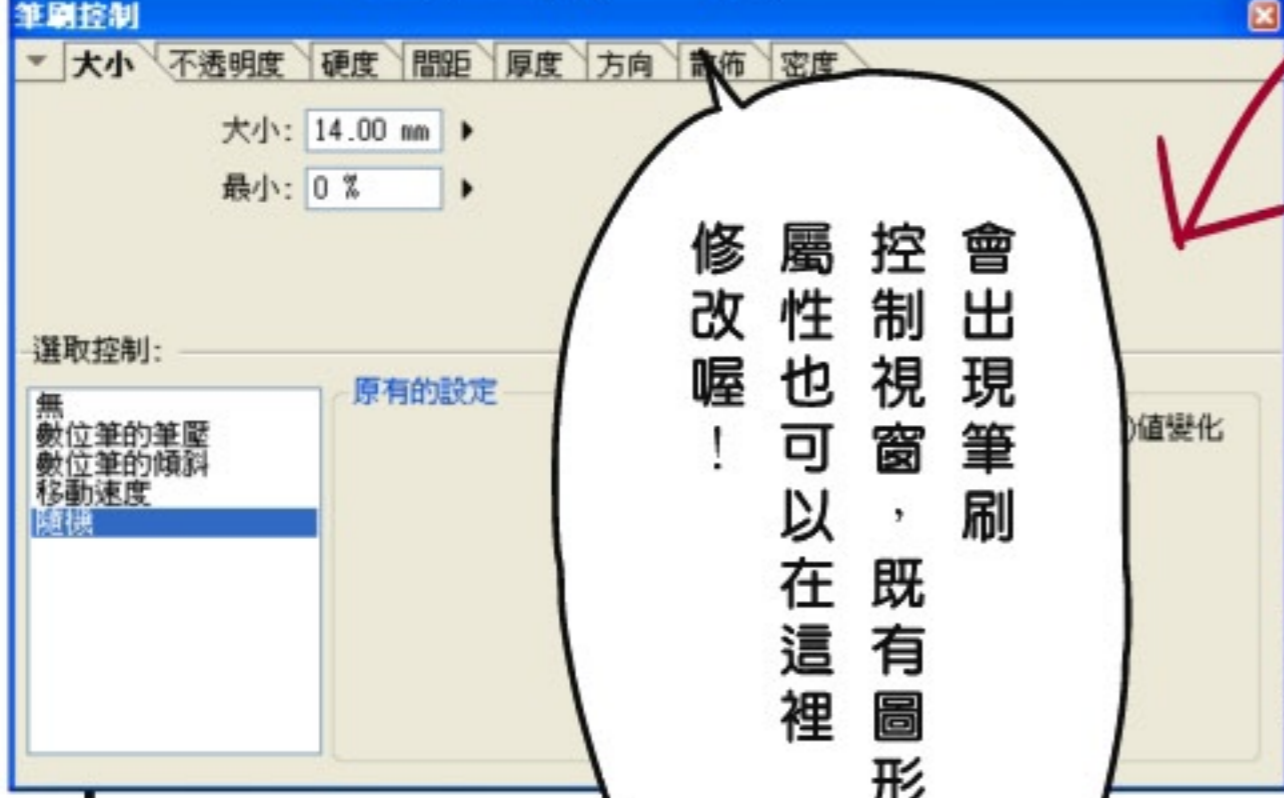 筆刷控制
大小 不透明度 硬度 間距 厚度 方向 散佈 密度
大小: 14.00 mm
最小: 0 %
選取控制:
無
數位筆的筆壓
數位筆的傾斜
移動速度
隨機
原有的設定
值變化
會出現筆刷
控制視窗，既有圖形
屬性也可以在這裡
修改喔！